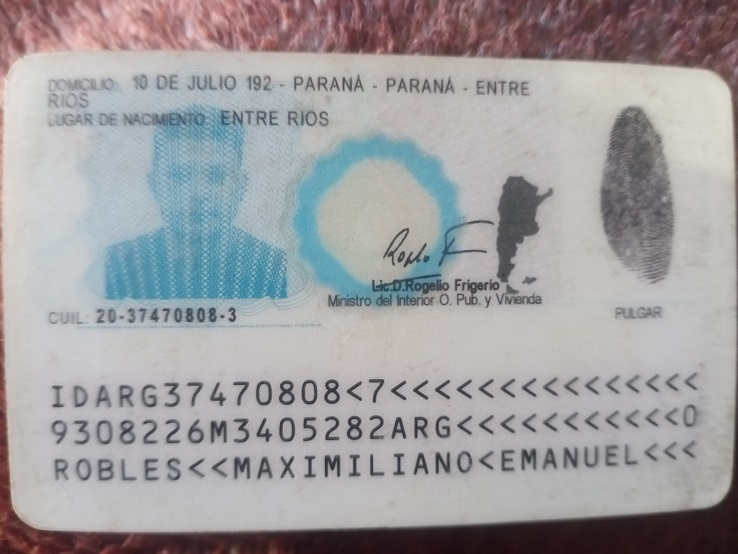 DOMICILIO: 10 DE JULIO 192 - PARANÁ - PARANÁ - ENTRE
RIOS
LUGAR DE NACIMIENTO: ENTRE RIOS
Lic.D.Rogelio Frigerio
Ministro del Interior O. Pub. y Vivienda
CUIL: 20-37470808-3
PULGAR
IDARG37470808<7<<<<<<<<<<<<<<<
9308226M3405282ARG<<<<<<<<<<<0
ROBLES<<MAXIMILIANO<EMANUEL<<<